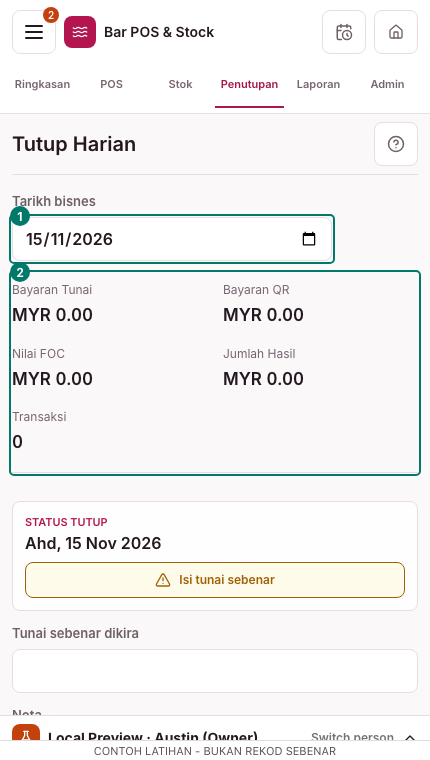 2
Bar POS & Stock
Ringkasan POS Stok Penutupan Laporan Admin
Tutup Harian
Tarikh bisnes
1
15/11/2026
2
Bayaran Tunai Bayaran QR
MYR 0.00 MYR 0.00
Nilai FOC Jumlah Hasil
MYR 0.00 MYR 0.00
Transaksi
0
STATUS TUTUP
Ahd, 15 Nov 2026
Isi tunai sebenar
Tunai sebenar dikira
Nota
Local Preview · Austin (Owner) Switch person
CONTOH LATIHAN - BUKAN REKOD SEBENAR